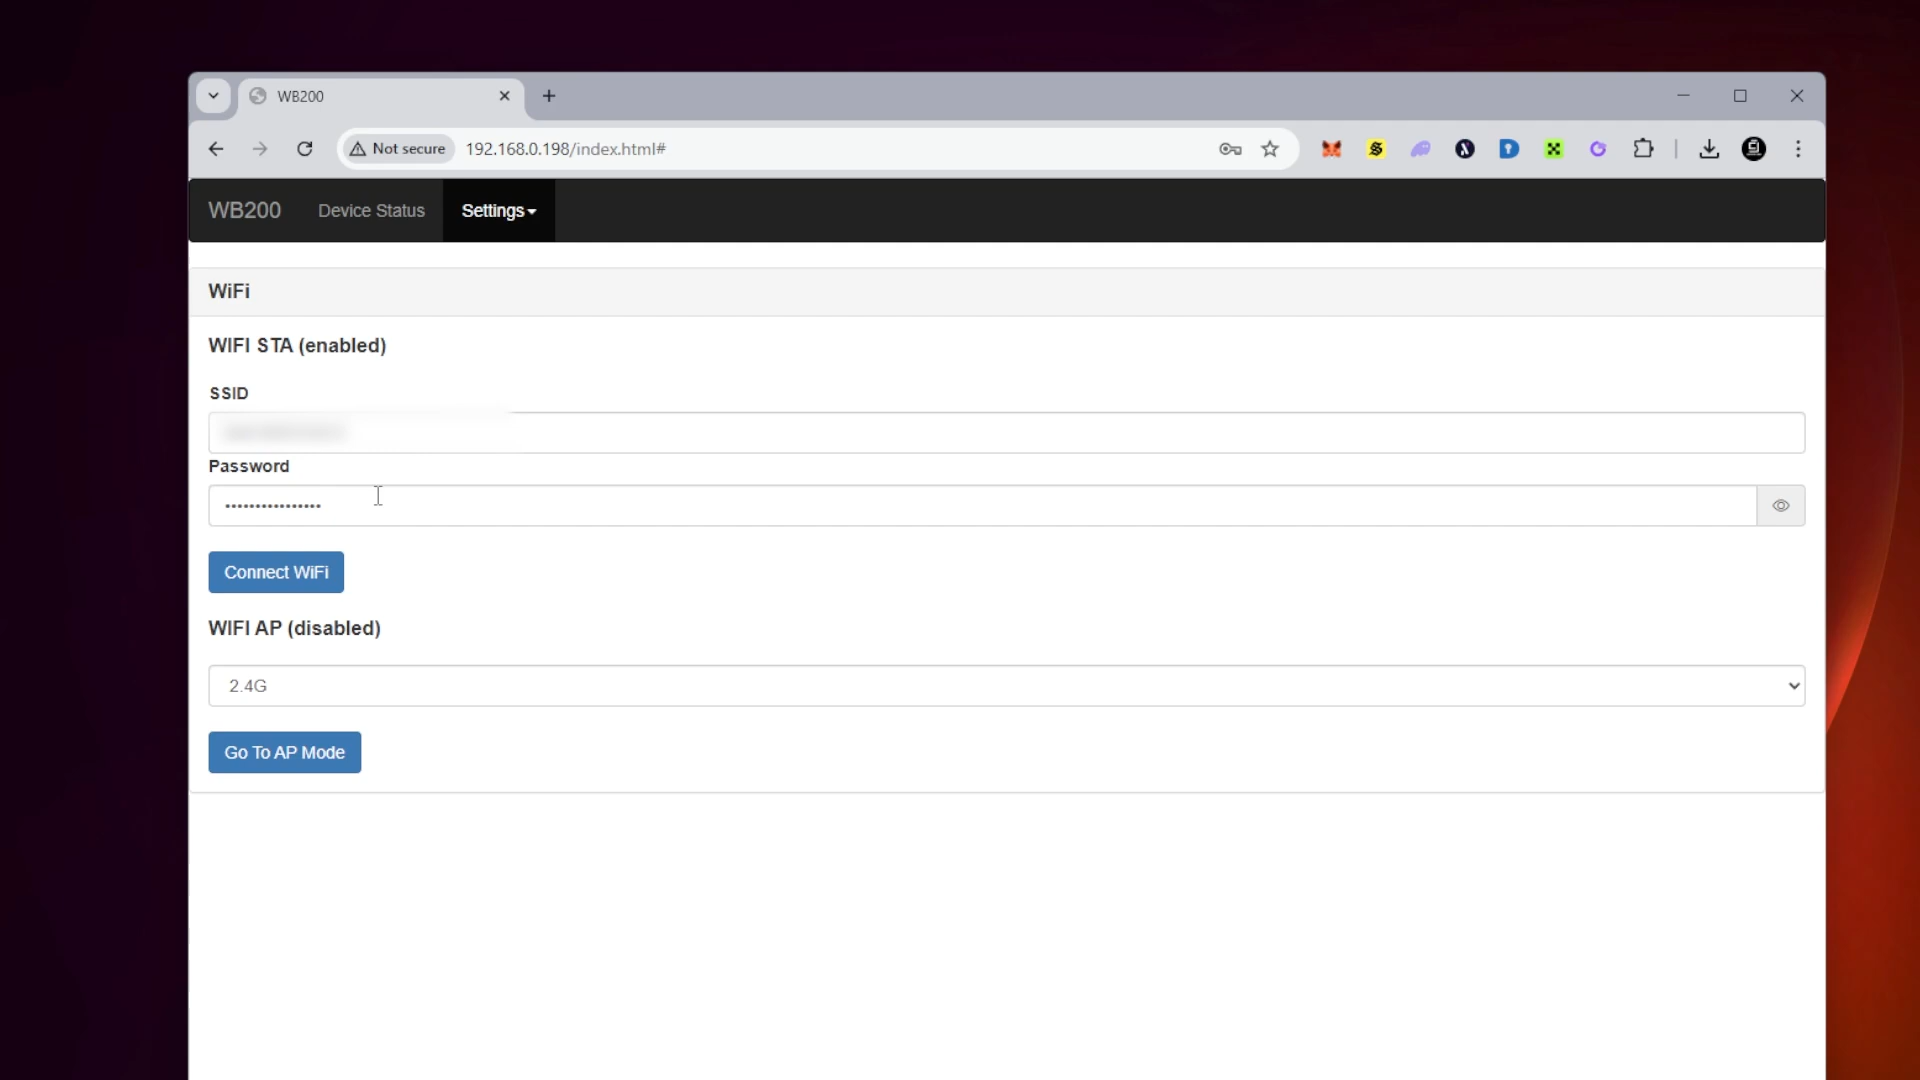 WB200
Not secure 192.168.0.198/index.html#
WB200 Device Status Settings
WiFi
WIFI STA (enabled)
SSID
Password
••••••••••••••••
Connect WiFi
WIFI AP (disabled)
2.4G
Go To AP Mode